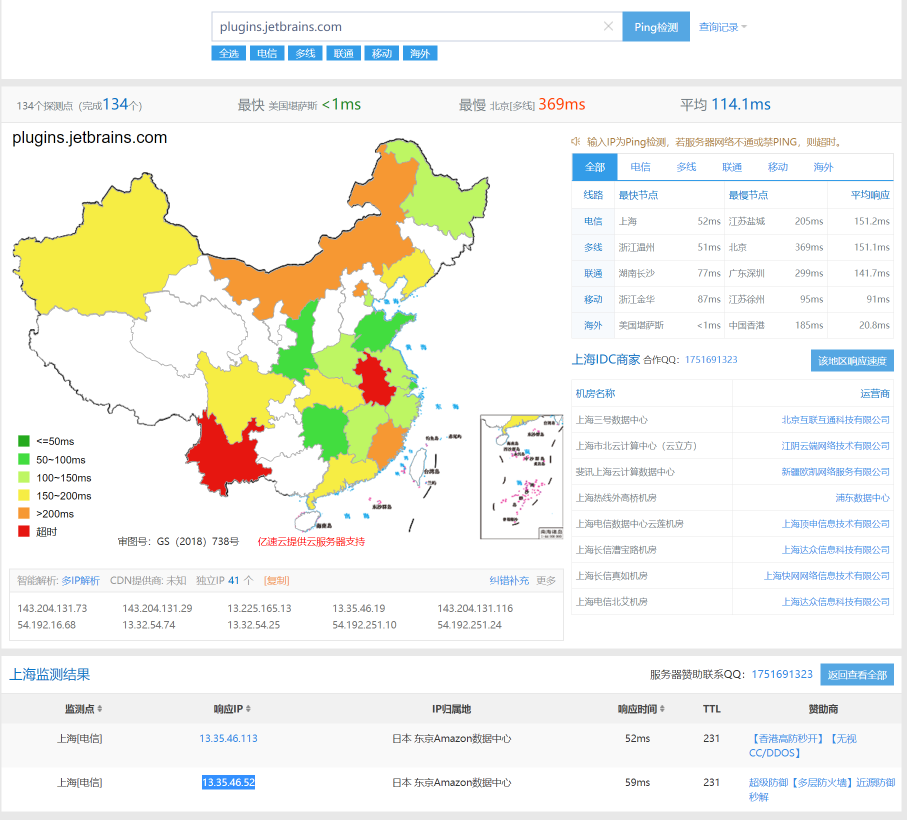 plugins.jetbrains.com
Ping检测
查询记录
全选 电信 多线 联通 移动 海外
134个探测点 (完成134个)
最快 美国堪萨斯 <1ms
最慢 北京[多线] 369ms
平均 114.1ms
plugins.jetbrains.com
<=50ms
50~100ms
100~150ms
150~200ms
>200ms
超时
审图号：GS（2018）738号
亿速云提供云服务器支持
台湾岛
东沙群岛
海南岛
输入IP为Ping检测，若服务器网络不通或禁PING，则超时。
全部 电信 多线 联通 移动 海外
线路 最快节点 最慢节点 平均响应
电信 上海 52ms 江苏盐城 205ms 151.2ms
多线 浙江温州 51ms 北京 369ms 151.1ms
联通 湖南长沙 77ms 广东深圳 299ms 141.7ms
移动 浙江金华 87ms 江苏徐州 95ms 91ms
海外 美国堪萨斯 <1ms 中国香港 185ms 20.8ms
上海IDC商家 合作QQ：1751691323
该地区响应速度
机房名称 运营商
上海三号数据中心 北京互联互通科技有限公司
上海市北云计算中心（云立方） 江阴云端网络技术有限公司
斐讯上海云计算数据中心 新疆欧凯网络服务有限公司
上海热线外高桥机房 浦东数据中心
上海电信数据中心云莲机房 上海顶申信息技术有限公司
上海长信漕宝路机房 上海达众信息科技有限公司
上海长信真如机房 上海快网网络信息技术有限公司
上海电信北艾机房 上海达众信息科技有限公司
智能解析: 多IP解析 CDN提供商: 未知 独立IP 41 个 [复制]
纠错补充 更多
143.204.131.73 143.204.131.29 13.225.165.13 13.35.46.19 143.204.131.116
54.192.16.68 13.32.54.74 13.32.54.25 54.192.251.10 54.192.251.24
上海监测结果
服务器赞助联系QQ：1751691323
返回查看全部
监测点 响应IP IP归属地 响应时间 TTL 赞助商
上海[电信] 13.35.46.113 日本 东京Amazon数据中心 52ms 231 【香港高防秒开】【无视
CC/DDOS】
上海[电信] 13.35.46.52 日本 东京Amazon数据中心 59ms 231 超级防御【多层防火墙】近源防御
秒解